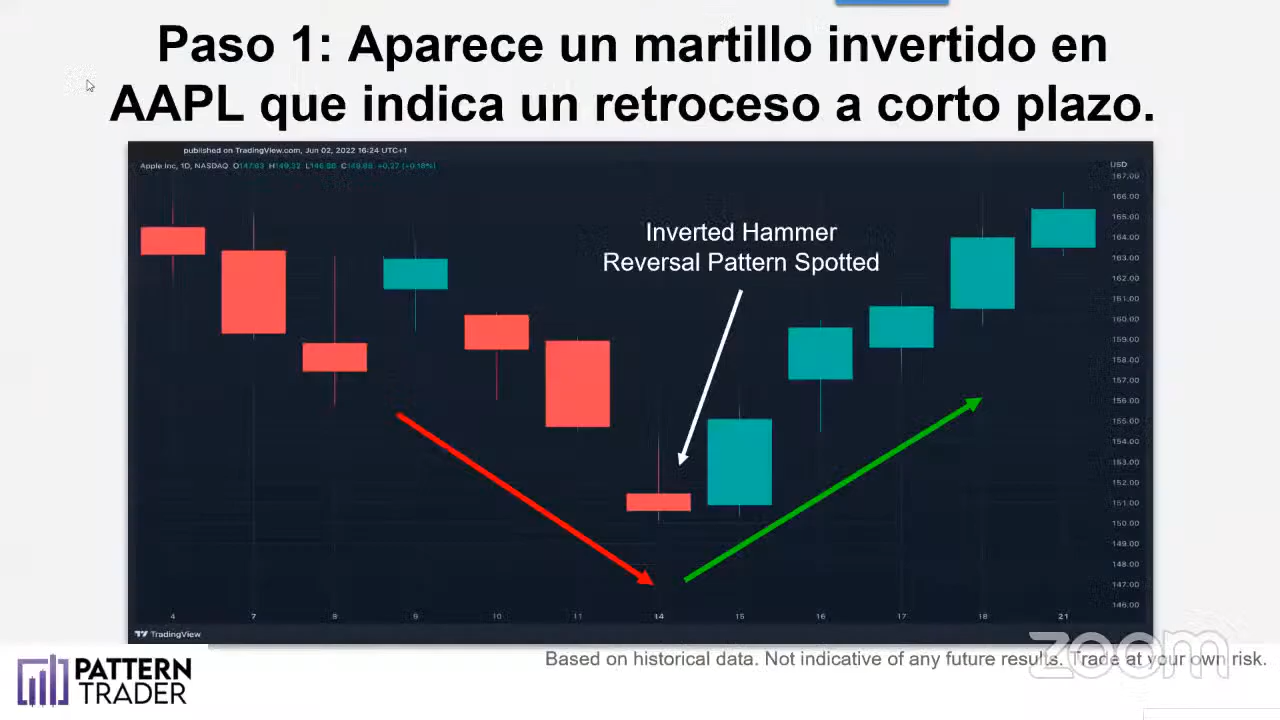 Paso 1: Aparece un martillo invertido en
AAPL que indica un retroceso a corto plazo.
published on TradingView.com, Jun 02, 2022 16:24 UTC+1
Apple Inc, 1D, NASDAQ
USD
167.00
166.00
165.00
164.00
163.00
162.00
161.00
160.00
159.00
158.00
157.00
156.00
155.00
154.00
153.00
152.00
151.00
150.00
149.00
148.00
147.00
146.00
Inverted Hammer
Reversal Pattern Spotted
4 7 8 9 10 11 14 15 16 17 18 21
TradingView
zoom
Based on historical data. Not indicative of any future results. Trade at your own risk.
PATTERN
TRADER